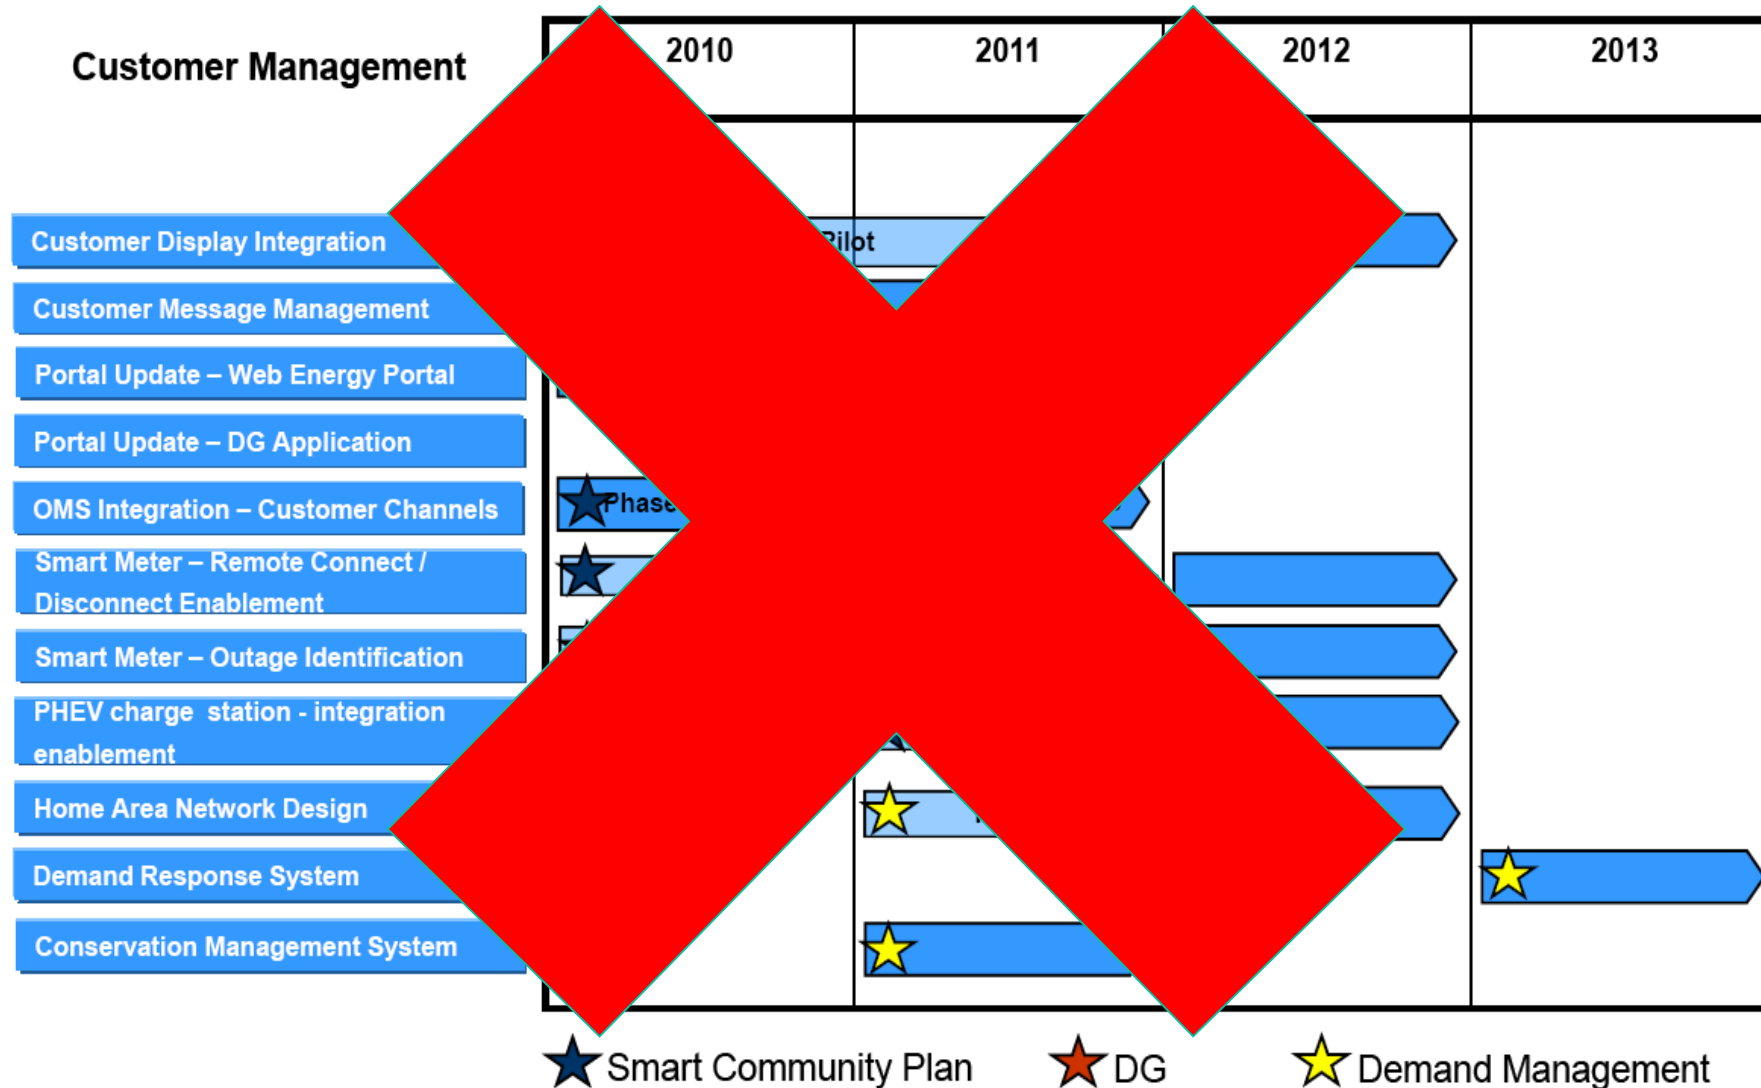 Customer Management
2010 2011 2012 2013
Customer Display Integration
Pilot
Customer Message Management
Portal Update – Web Energy Portal
Portal Update – DG Application
OMS Integration – Customer Channels
Phase
Smart Meter – Remote Connect /
Disconnect Enablement
Smart Meter – Outage Identification
PHEV charge station - integration
enablement
Home Area Network Design
Demand Response System
Conservation Management System
Smart Community Plan DG Demand Management